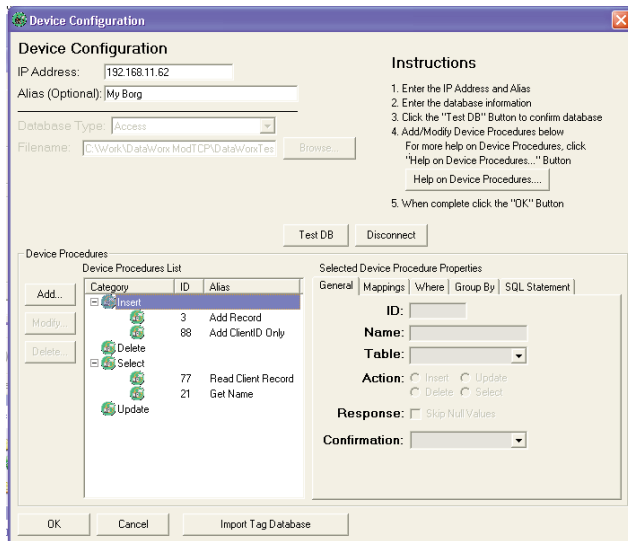 Device Configuration
Device Configuration
IP Address: 192.168.11.62
Alias (Optional): My Borg
Database Type: Access
Filename: C:\Work\DataWorx ModTCP\DataWorxTes Browse...
Instructions
1. Enter the IP Address and Alias
2. Enter the database information
3. Click the "Test DB" Button to confirm database
4. Add/Modify Device Procedures below
For more help on Device Procedures, click
"Help on Device Procedures..." Button
Help on Device Procedures....
5. When complete click the "OK" Button
Test DB Disconnect
Device Procedures
Device Procedures List
Add...
Modify...
Delete...
Category ID Alias
Insert
3 Add Record
88 Add ClientID Only
Delete
Select
77 Read Client Record
21 Get Name
Update
Selected Device Procedure Properties
General Mappings Where Group By SQL Statement
ID:
Name:
Table:
Action: Insert Update
Delete Select
Response: Skip Null Values
Confirmation:
OK Cancel Import Tag Database